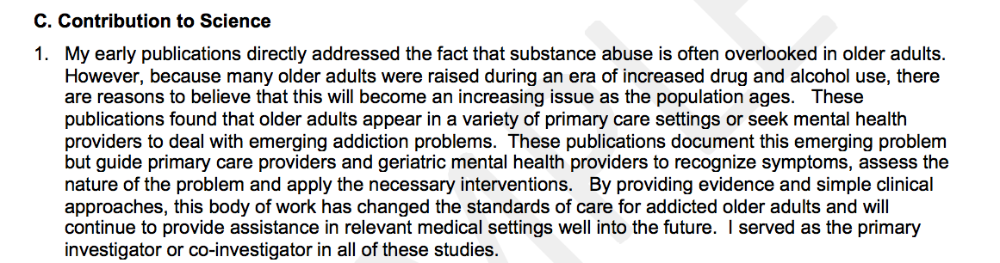 C. Contribution to Science
1. My early publications directly addressed the fact that substance abuse is often overlooked in older adults.
However, because many older adults were raised during an era of increased drug and alcohol use, there
are reasons to believe that this will become an increasing issue as the population ages. These
publications found that older adults appear in a variety of primary care settings or seek mental health
providers to deal with emerging addiction problems. These publications document this emerging problem
but guide primary care providers and geriatric mental health providers to recognize symptoms, assess the
nature of the problem and apply the necessary interventions. By providing evidence and simple clinical
approaches, this body of work has changed the standards of care for addicted older adults and will
continue to provide assistance in relevant medical settings well into the future. I served as the primary
investigator or co-investigator in all of these studies.